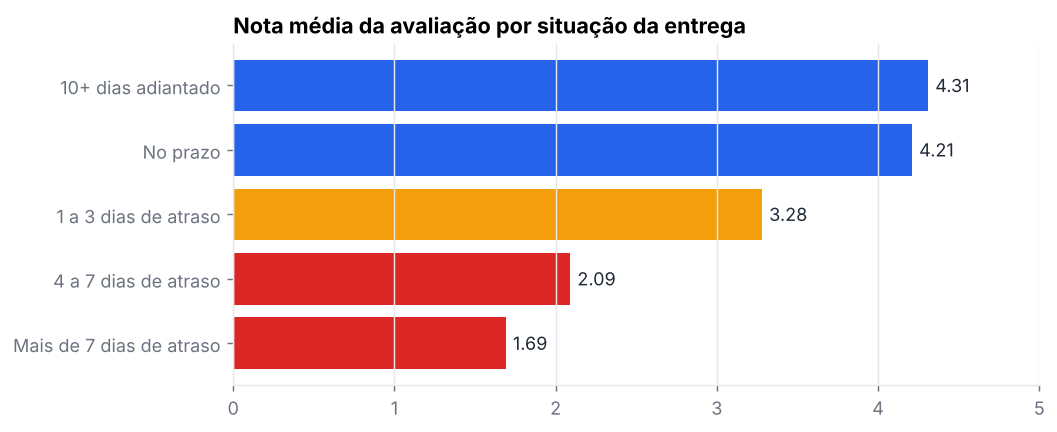 Nota média da avaliação por situação da entrega
10+ dias adiantado 4.31
No prazo 4.21
1 a 3 dias de atraso 3.28
4 a 7 dias de atraso 2.09
Mais de 7 dias de atraso 1.69
0 1 2 3 4 5